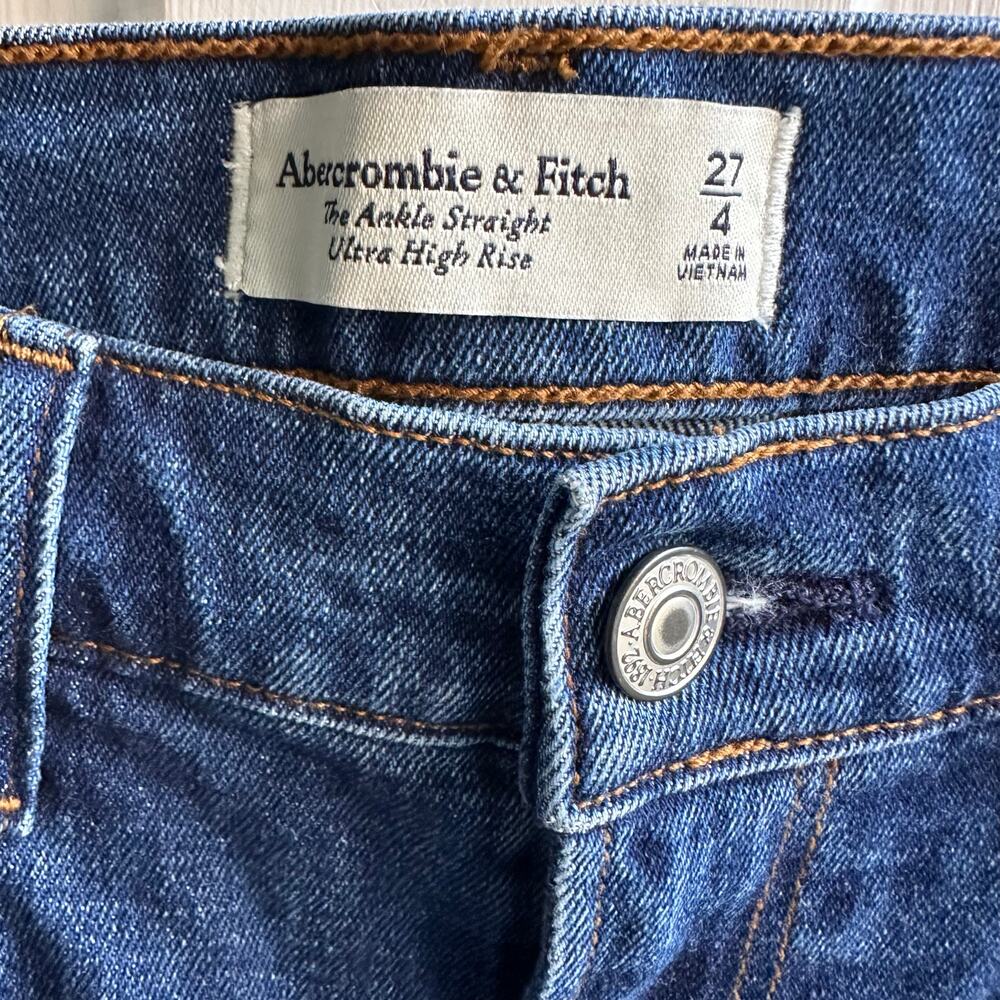 Abercrombie & Fitch
The Ankle Straight
Ultra High Rise
27
4
MADE IN
VIETNAM
ABERCROMBIE & FITCH · 1892 ·